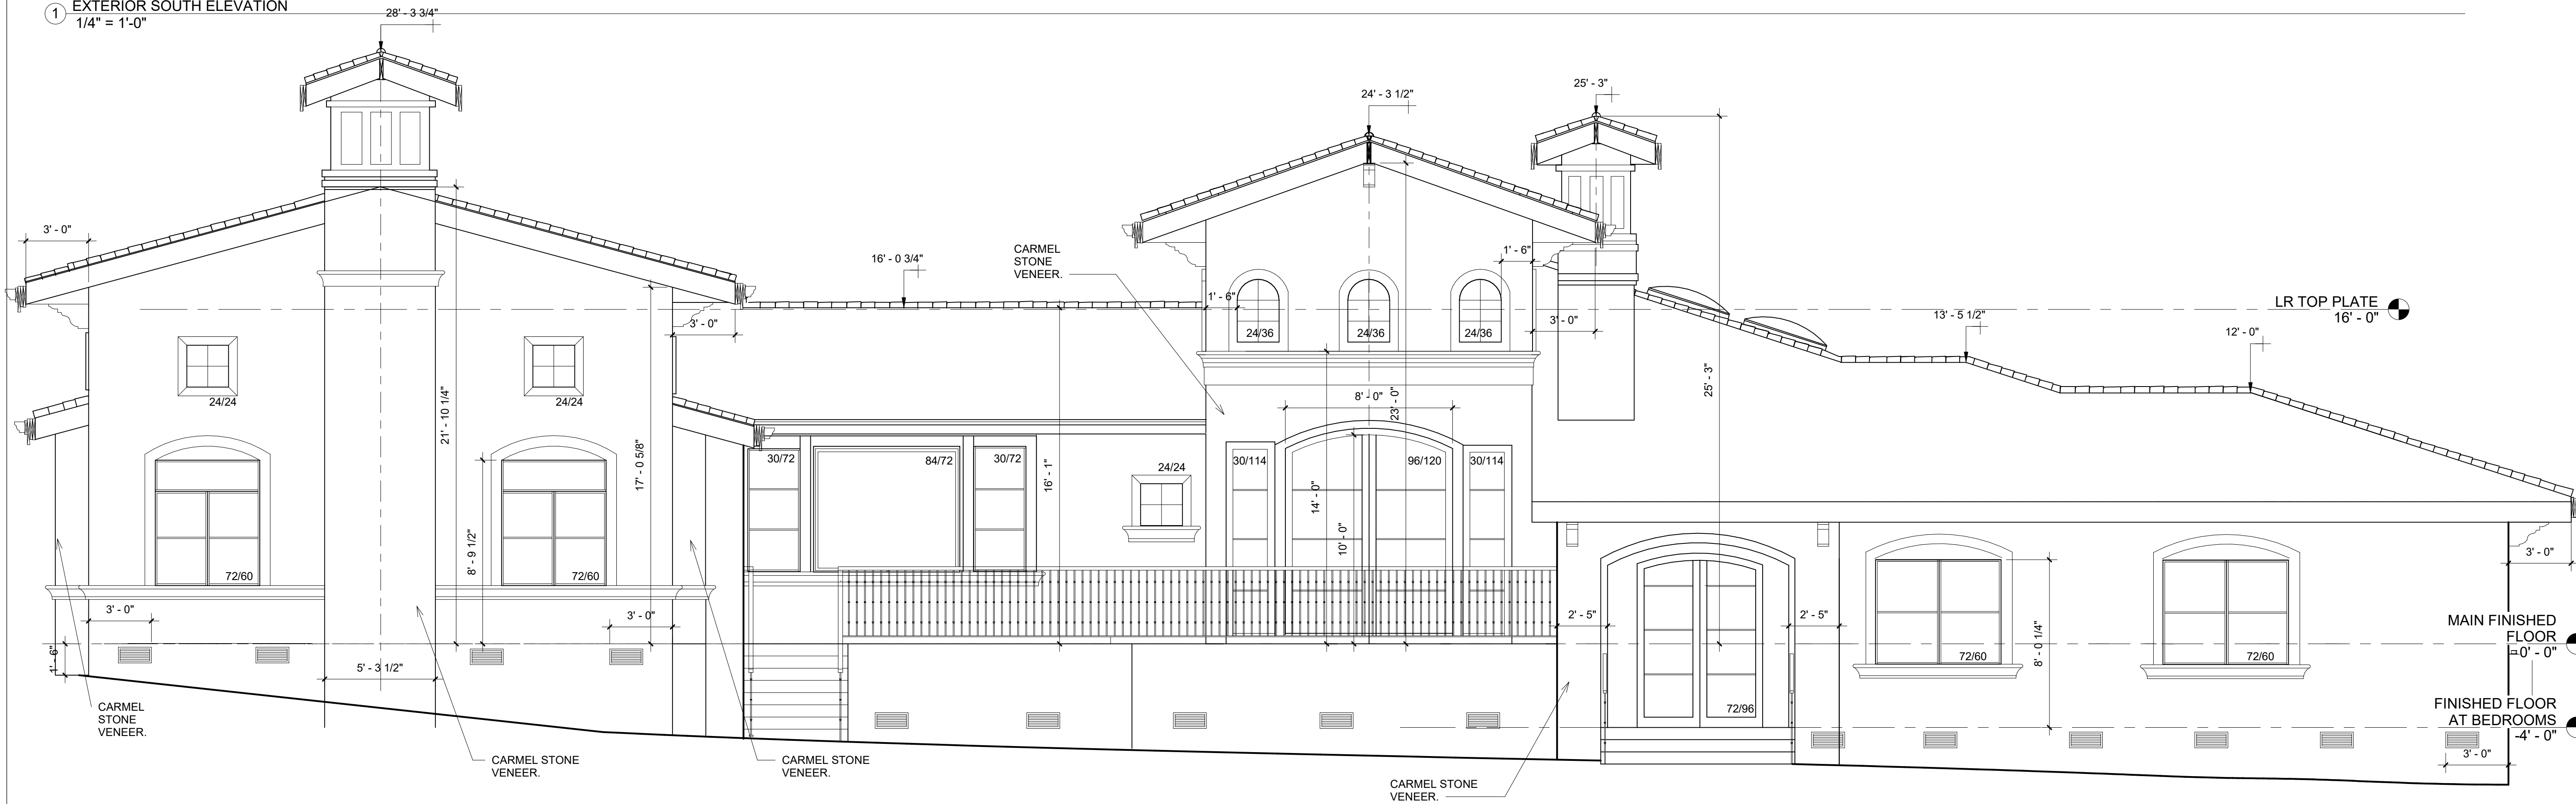 1 EXTERIOR SOUTH ELEVATION
1/4" = 1'-0"
28' - 3 3/4"
24' - 3 1/2"
25' - 3"
3' - 0"
CARMEL
STONE
VENEER.
1' - 6"
16' - 0 3/4"
1' - 6"
LR TOP PLATE
16' - 0"
3' - 0"
3' - 0"
13' - 5 1/2"
12' - 0"
24/36
24/36
24/36
25' - 3"
24/24
24/24
21' - 10 1/4"
8' - 0"
23' - 0"
17' - 0 5/8"
16' - 1"
30/72
84/72
30/72
24/24
30/114
96/120
30/114
14' - 0"
10' - 0"
8' - 9 1/2"
72/60
72/60
3' - 0"
3' - 0"
3' - 0"
2' - 5"
2' - 5"
MAIN FINISHED
FLOOR
0' - 0"
1' - 6"
8' - 0 1/4"
72/60
72/60
5' - 3 1/2"
72/96
FINISHED FLOOR
AT BEDROOMS
-4' - 0"
3' - 0"
CARMEL
STONE
VENEER.
CARMEL STONE
VENEER.
CARMEL STONE
VENEER.
CARMEL STONE
VENEER.